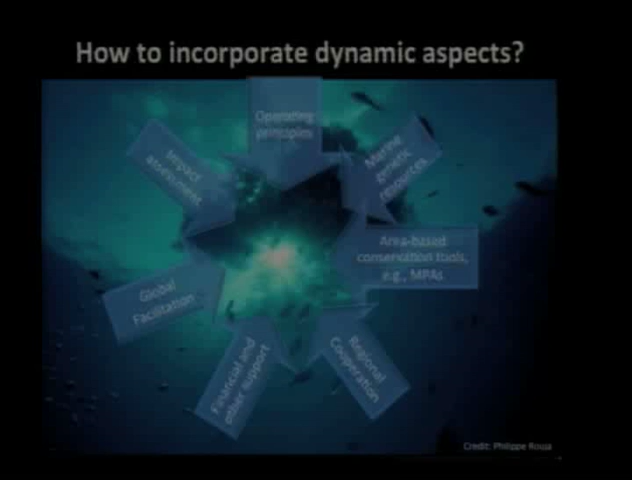 How to incorporate dynamic aspects?
Operating
principles
Marine
genetic
resources
Area-based
conservation tools,
e.g., MPAs
Regional
Cooperation
Financial and
other support
Global
Facilitation
Impact
assessment
Credit: Philippe Rouja